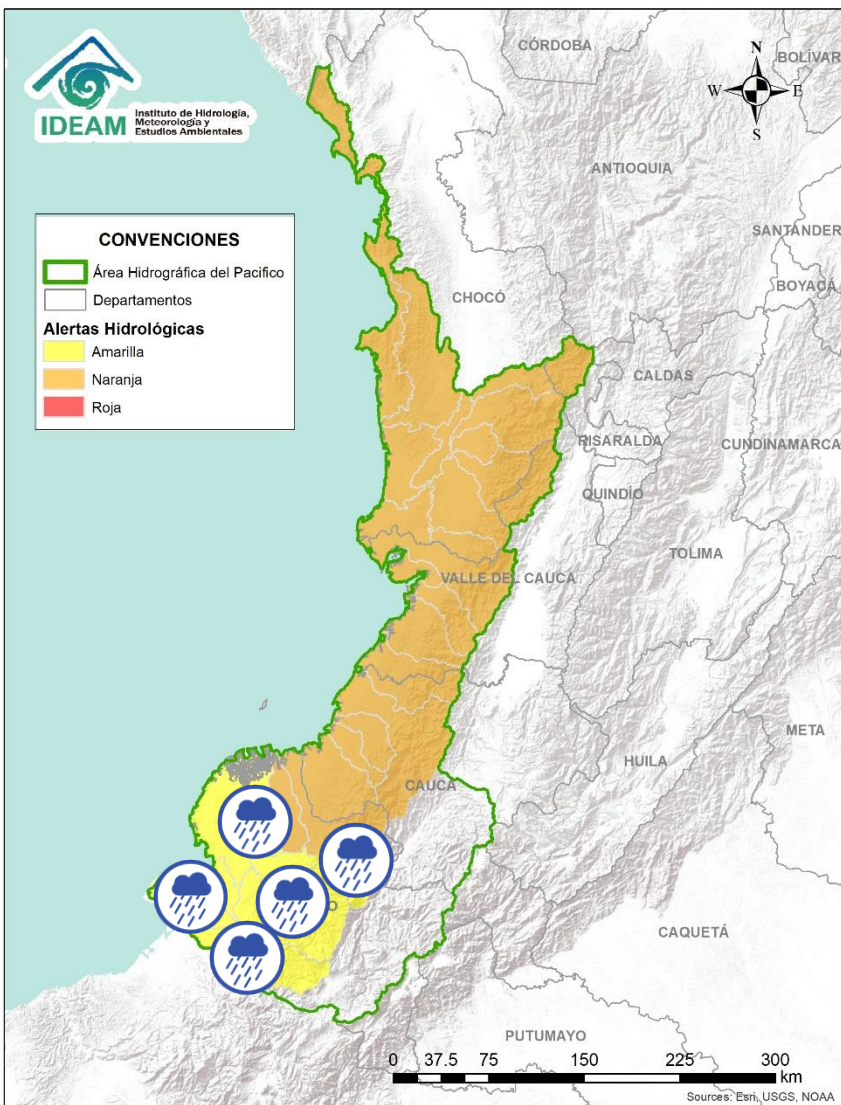 IDEAM
Instituto de Hidrología,
Meteorología y
Estudios Ambientales
N
W
E
S
CONVENCIONES
Área Hidrográfica del Pacifico
Departamentos
Alertas Hidrológicas
Amarilla
Naranja
Roja
CÓRDOBA
BOLÍVAR
ANTIOQUIA
SANTANDER
BOYACÁ
CHOCÓ
CALDAS
RISARALDA
CUNDINAMARCA
QUINDÍO
TOLIMA
VALLE DEL CAUCA
META
HUILA
CAUCA
CAQUETÁ
PUTUMAYO
0 37.5 75 150 225 300
km
Sources: Esri, USGS, NOAA